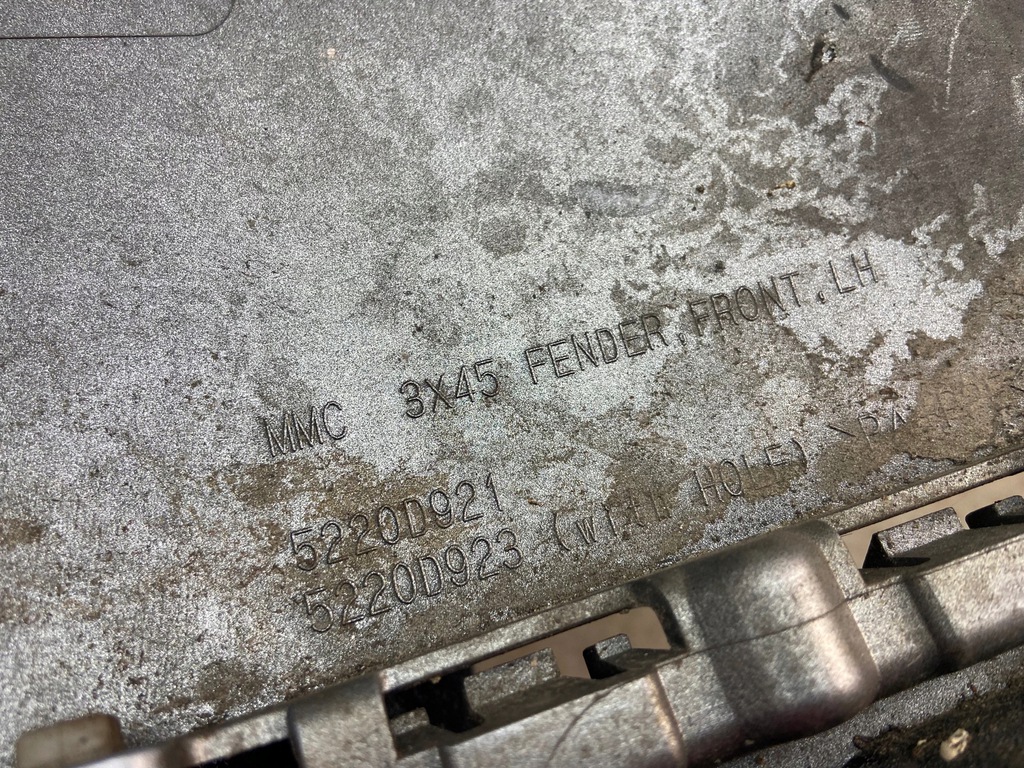 MMC 3X45 FENDER,FRONT,LH
5220D921
5220D923 (with HOLE)